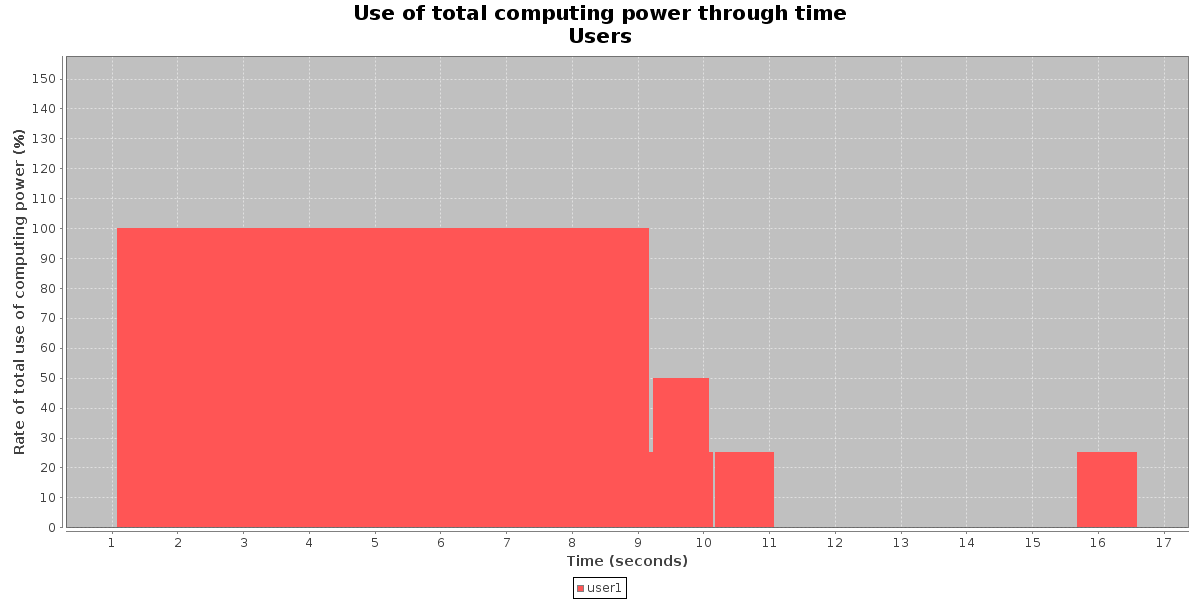 Use of total computing power through time
Users
Rate of total use of computing power (%)
150
140
130
120
110
100
90
80
70
60
50
40
30
20
10
0
1 2 3 4 5 6 7 8 9 10 11 12 13 14 15 16 17
Time (seconds)
user1